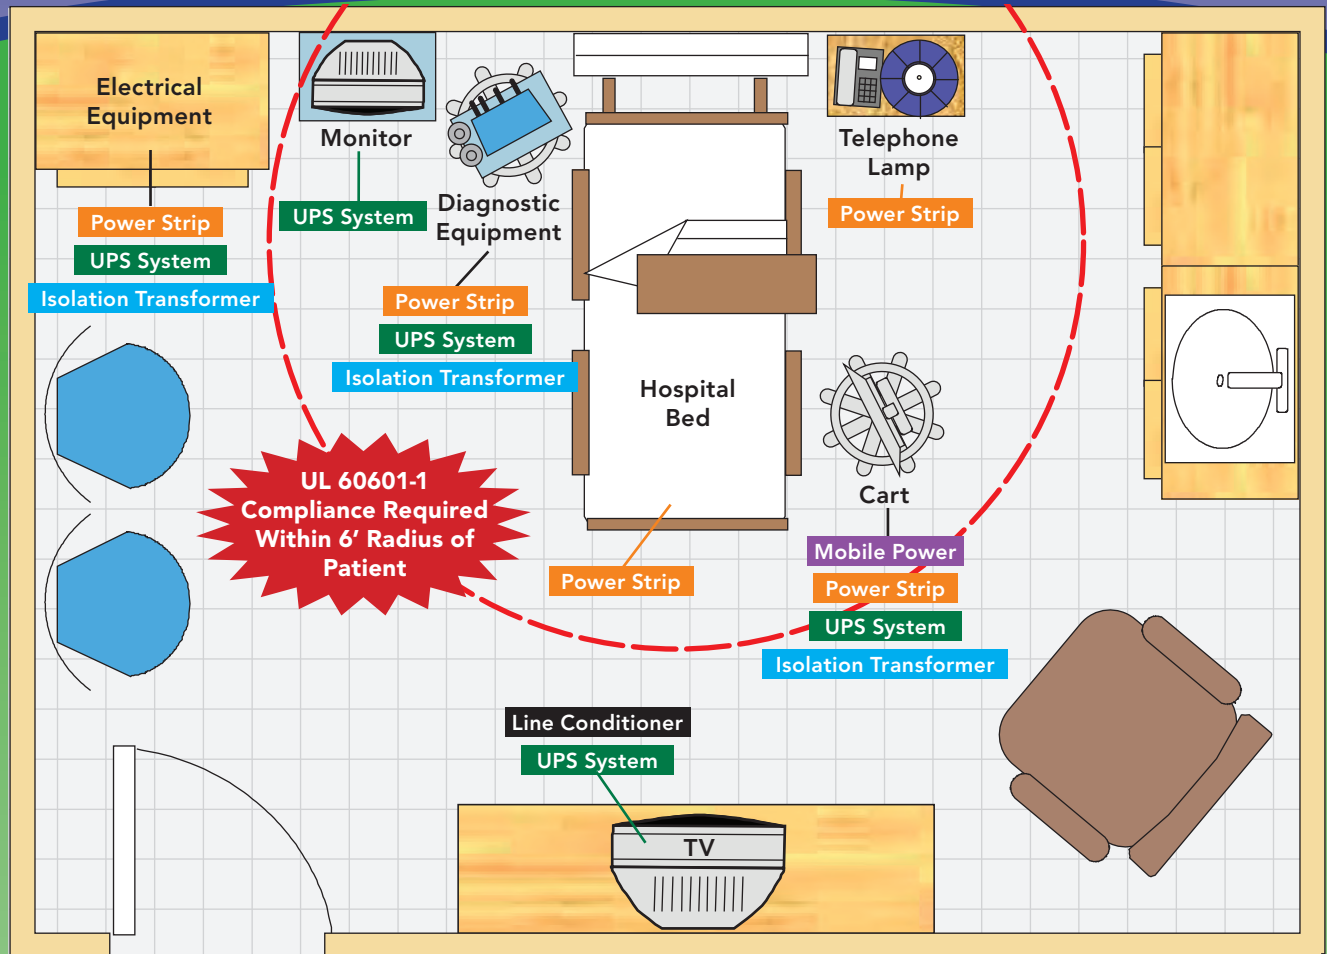 Electrical
Equipment
Power Strip
UPS System
Isolation Transformer
Monitor
UPS System
Diagnostic
Equipment
Power Strip
UPS System
Isolation Transformer
Telephone
Lamp
Power Strip
Hospital
Bed
Power Strip
UL 60601-1
Compliance Required
Within 6’ Radius of
Patient
Cart
Mobile Power
Power Strip
UPS System
Isolation Transformer
Line Conditioner
UPS System
TV